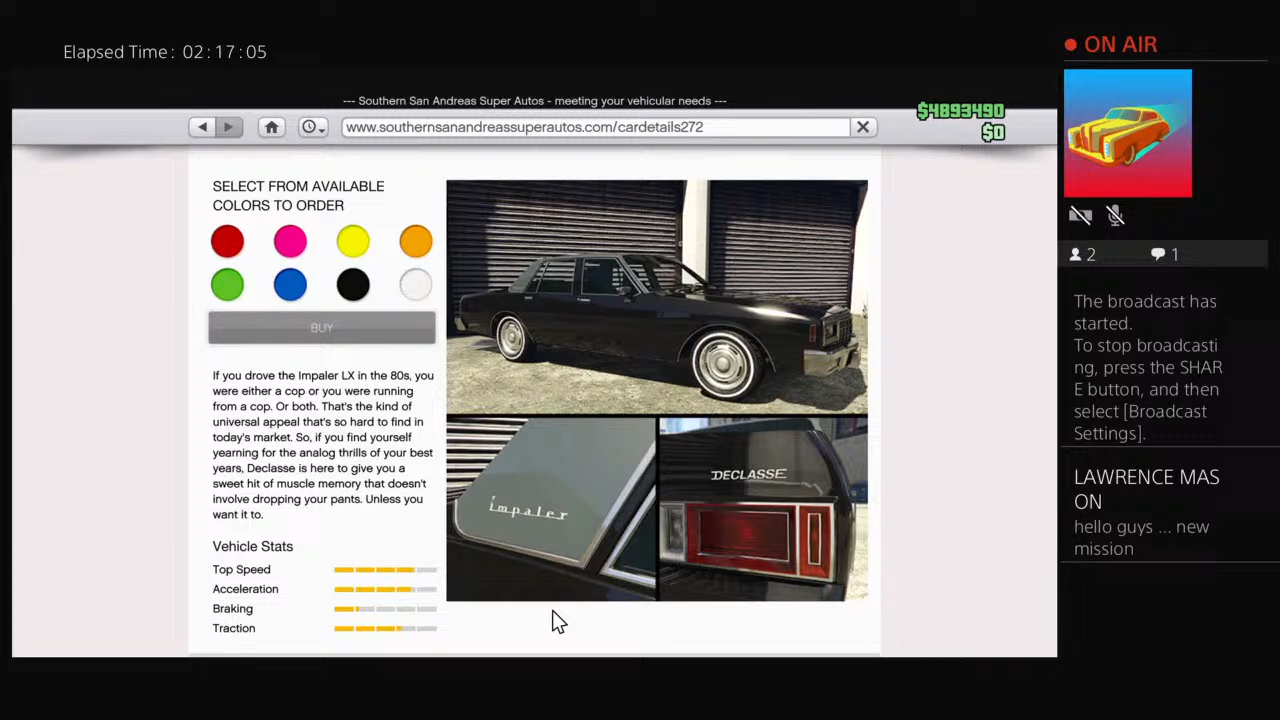 Elapsed Time: 02:17:05
ON AIR
--- Southern San Andreas Super Autos - meeting your vehicular needs ---
$4893490
$0
www.southernsanandreassuperautos.com/cardetails272
SELECT FROM AVAILABLE
COLORS TO ORDER
BUY
If you drove the Impaler LX in the 80s, you
were either a cop or you were running
from a cop. Or both. That's the kind of
universal appeal that's so hard to find in
today's market. So, if you find yourself
yearning for the analog thrills of your best
years, Declasse is here to give you a
sweet hit of muscle memory that doesn't
involve dropping your pants. Unless you
want it to.
Vehicle Stats
Top Speed
Acceleration
Braking
Traction
Impaler
DECLASSE
2
1
The broadcast has
started.
To stop broadcasti
ng, press the SHAR
E button, and then
select [Broadcast
Settings].
LAWRENCE MAS
ON
hello guys ... new
mission